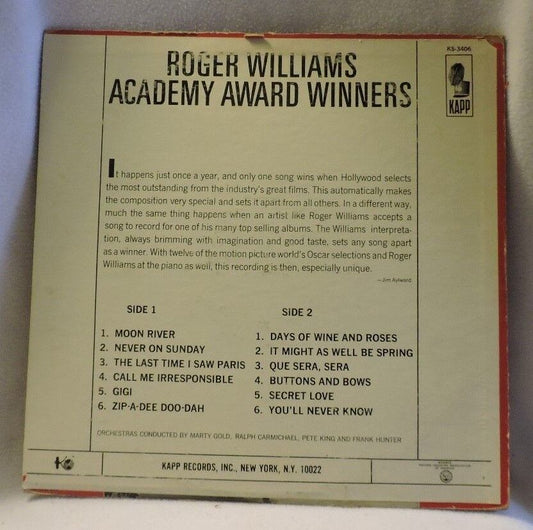 KS-3406
ROGER WILLIAMS
ACADEMY AWARD WINNERS
KAPP
It happens just once a year, and only one song wins when Hollywood selects
the most outstanding from the industry's great films. This automatically makes
the composition very special and sets it apart from all others. In a different way,
much the same thing happens when an artist like Roger Williams accepts a
song to record for one of his many top selling albums. The Williams interpreta-
tion, always brimming with imagination and good taste, sets any song apart
as a winner. With twelve of the motion picture world's Oscar selections and Roger
Williams at the piano as well, this recording is then, especially unique.
— Jim Aylward
SIDE 1
1. MOON RIVER
2. NEVER ON SUNDAY
3. THE LAST TIME I SAW PARIS
4. CALL ME IRRESPONSIBLE
5. GIGI
6. ZIP-A-DEE DOO-DAH
SIDE 2
1. DAYS OF WINE AND ROSES
2. IT MIGHT AS WELL BE SPRING
3. QUE SERA, SERA
4. BUTTONS AND BOWS
5. SECRET LOVE
6. YOU'LL NEVER KNOW
ORCHESTRAS CONDUCTED BY MARTY GOLD, RALPH CARMICHAEL, PETE KING AND FRANK HUNTER
KAPP RECORDS, INC., NEW YORK, N.Y. 10022